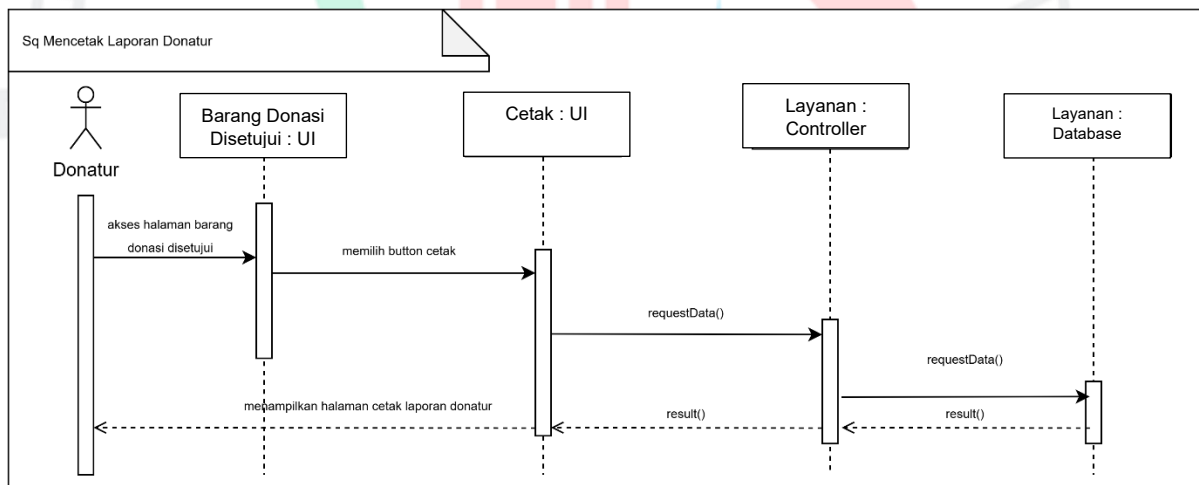 Sq Mencetak Laporan Donatur
Barang Donasi
Disetujui : UI
Cetak : UI
Layanan :
Controller
Layanan :
Database
Donatur
akses halaman barang
donasi disetujui
memilih button cetak
requestData()
requestData()
menampilkan halaman cetak laporan donatur
result()
result()